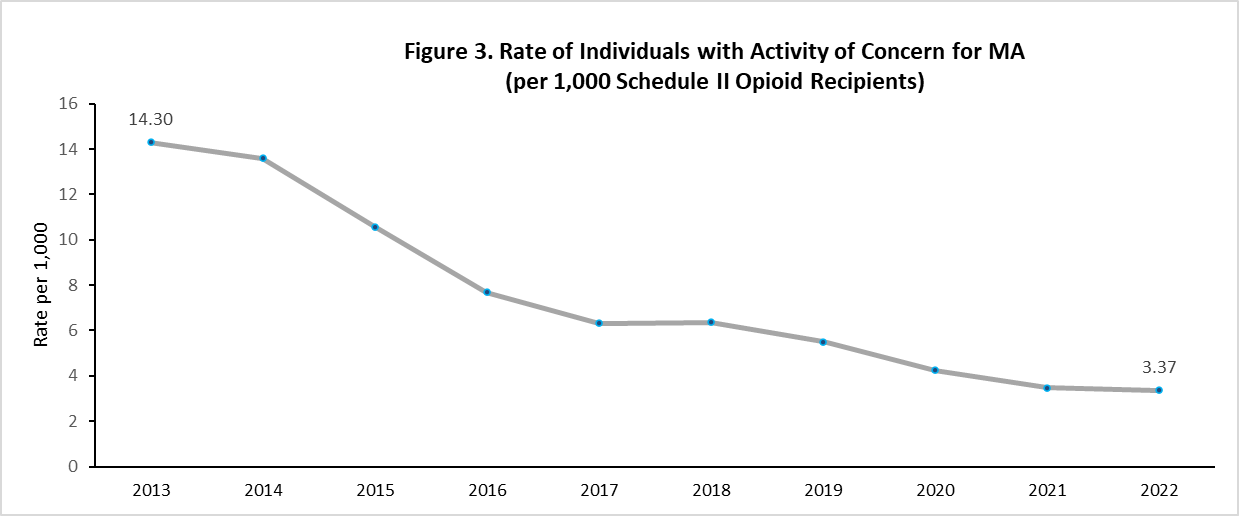 Figure 3. Rate of Individuals with Activity of Concern for MA
(per 1,000 Schedule II Opioid Recipients)
Rate per 1,000
16
14
12
10
8
6
4
2
0
14.30
3.37
2013 2014 2015 2016 2017 2018 2019 2020 2021 2022